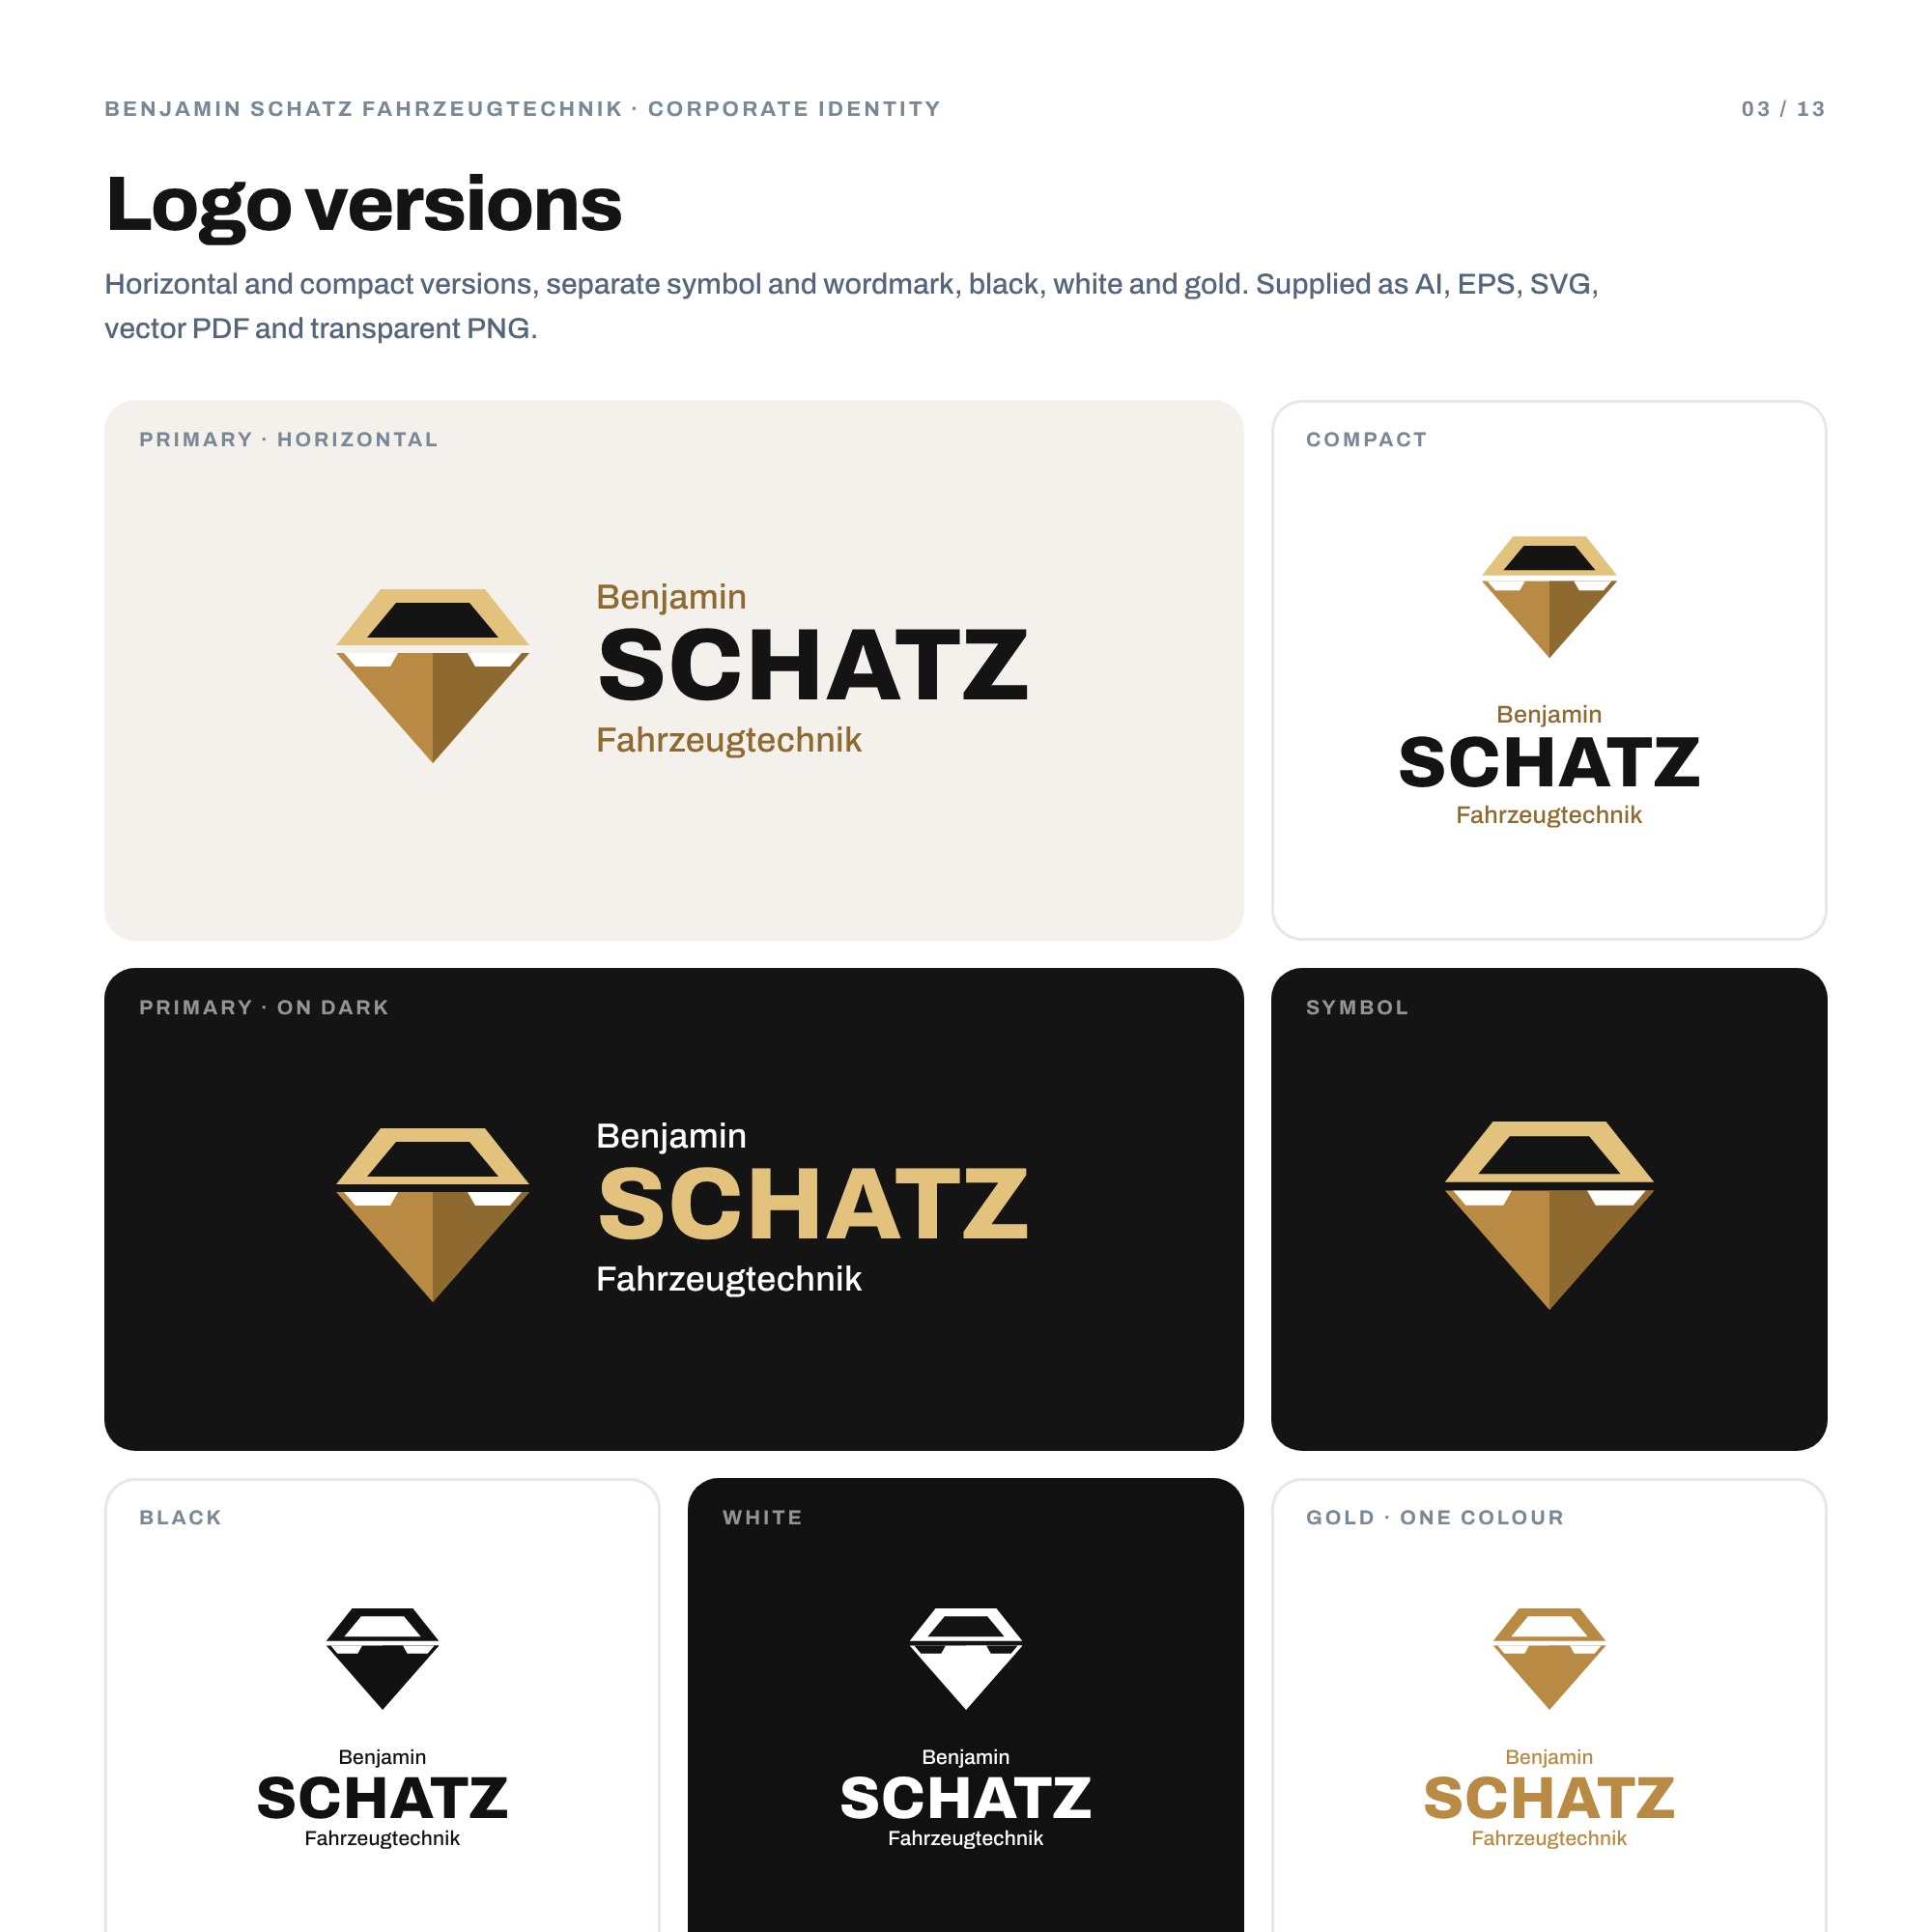 BENJAMIN SCHATZ FAHRZEUGTECHNIK · CORPORATE IDENTITY
03 / 13
Logo versions
Horizontal and compact versions, separate symbol and wordmark, black, white and gold. Supplied as AI, EPS, SVG,
vector PDF and transparent PNG.
PRIMARY · HORIZONTAL
Benjamin
SCHATZ
Fahrzeugtechnik
COMPACT
Benjamin
SCHATZ
Fahrzeugtechnik
PRIMARY · ON DARK
Benjamin
SCHATZ
Fahrzeugtechnik
SYMBOL
BLACK
Benjamin
SCHATZ
Fahrzeugtechnik
WHITE
Benjamin
SCHATZ
Fahrzeugtechnik
GOLD · ONE COLOUR
Benjamin
SCHATZ
Fahrzeugtechnik